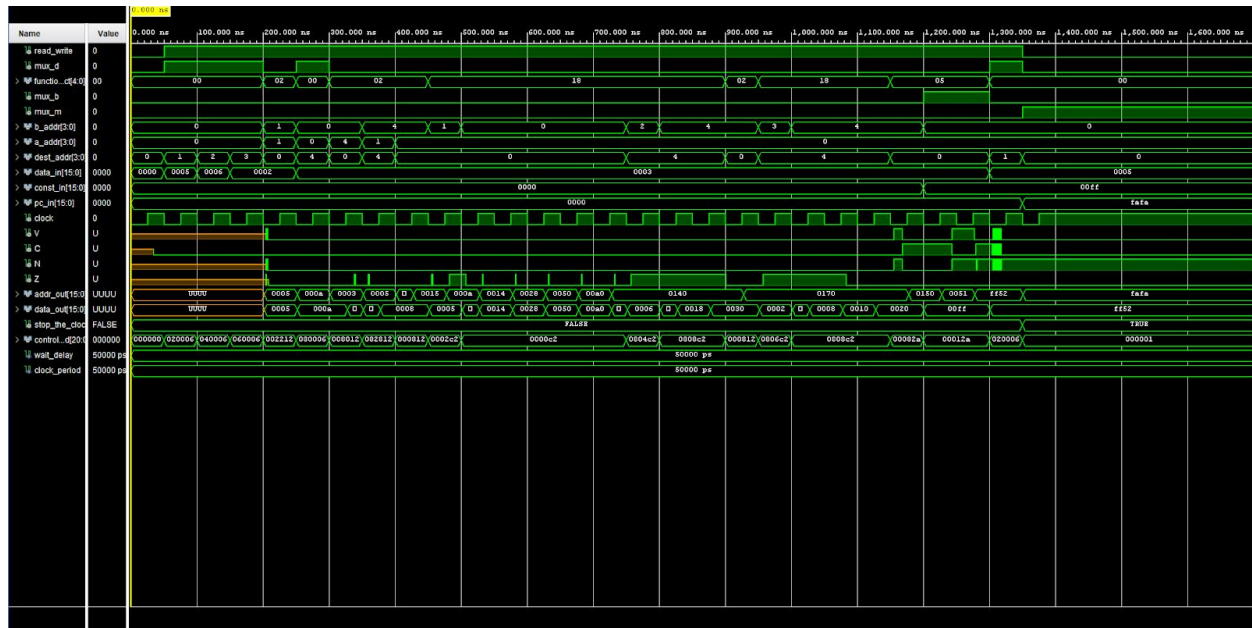 0.000 ns
Name Value 0.000 ns 100.000 ns 200.000 ns 300.000 ns 400.000 ns 500.000 ns 600.000 ns 700.000 ns 800.000 ns 900.000 ns 1,000.000 ns 1,100.000 ns 1,200.000 ns 1,300.000 ns 1,400.000 ns 1,500.000 ns 1,600.000 ns
read_write 0
mux_d 0
functio...ct[4:0] 00 00 02 00 02 18 02 18 05 00
mux_b 0
mux_m 0
b_addr[3:0] 0 0 1 0 4 1 0 2 4 3 4 0
a_addr[3:0] 0 0 1 0 4 1 0
dest_addr[3:0 0 0 1 2 3 0 4 0 4 0 4 0 4 0 1 0
data_in[15:0] 0000 0000 0005 0006 0002 0003 0005
const_in[15:0] 0000 0000 00ff
pc_in[15:0] 0000 0000 fafa
clock 0
V U
C U
N U
Z U
addr_out[15:0 UUUU UUUU 0005 000a 0003 0005 0015 000a 0014 0028 0050 00a0 0140 0170 0150 0051 ff52 fafa
data_out[15:0 UUUU UUUU 0005 000a 0008 0005 0014 0028 0050 00a0 0006 0018 0030 0002 0008 0010 0020 00ff ff52
stop_the_cloc FALSE FALSE TRUE
control...d[20:0 000000 000000 020006 040006 060006 002212 080006 008012 082812 000812 0002c2 0000c2 0804c2 0808c2 000812 0806c2 0808c2 00082a 00012a 020006 000001
wait_delay 50000 ps 50000 ps
clock_period 50000 ps 50000 ps